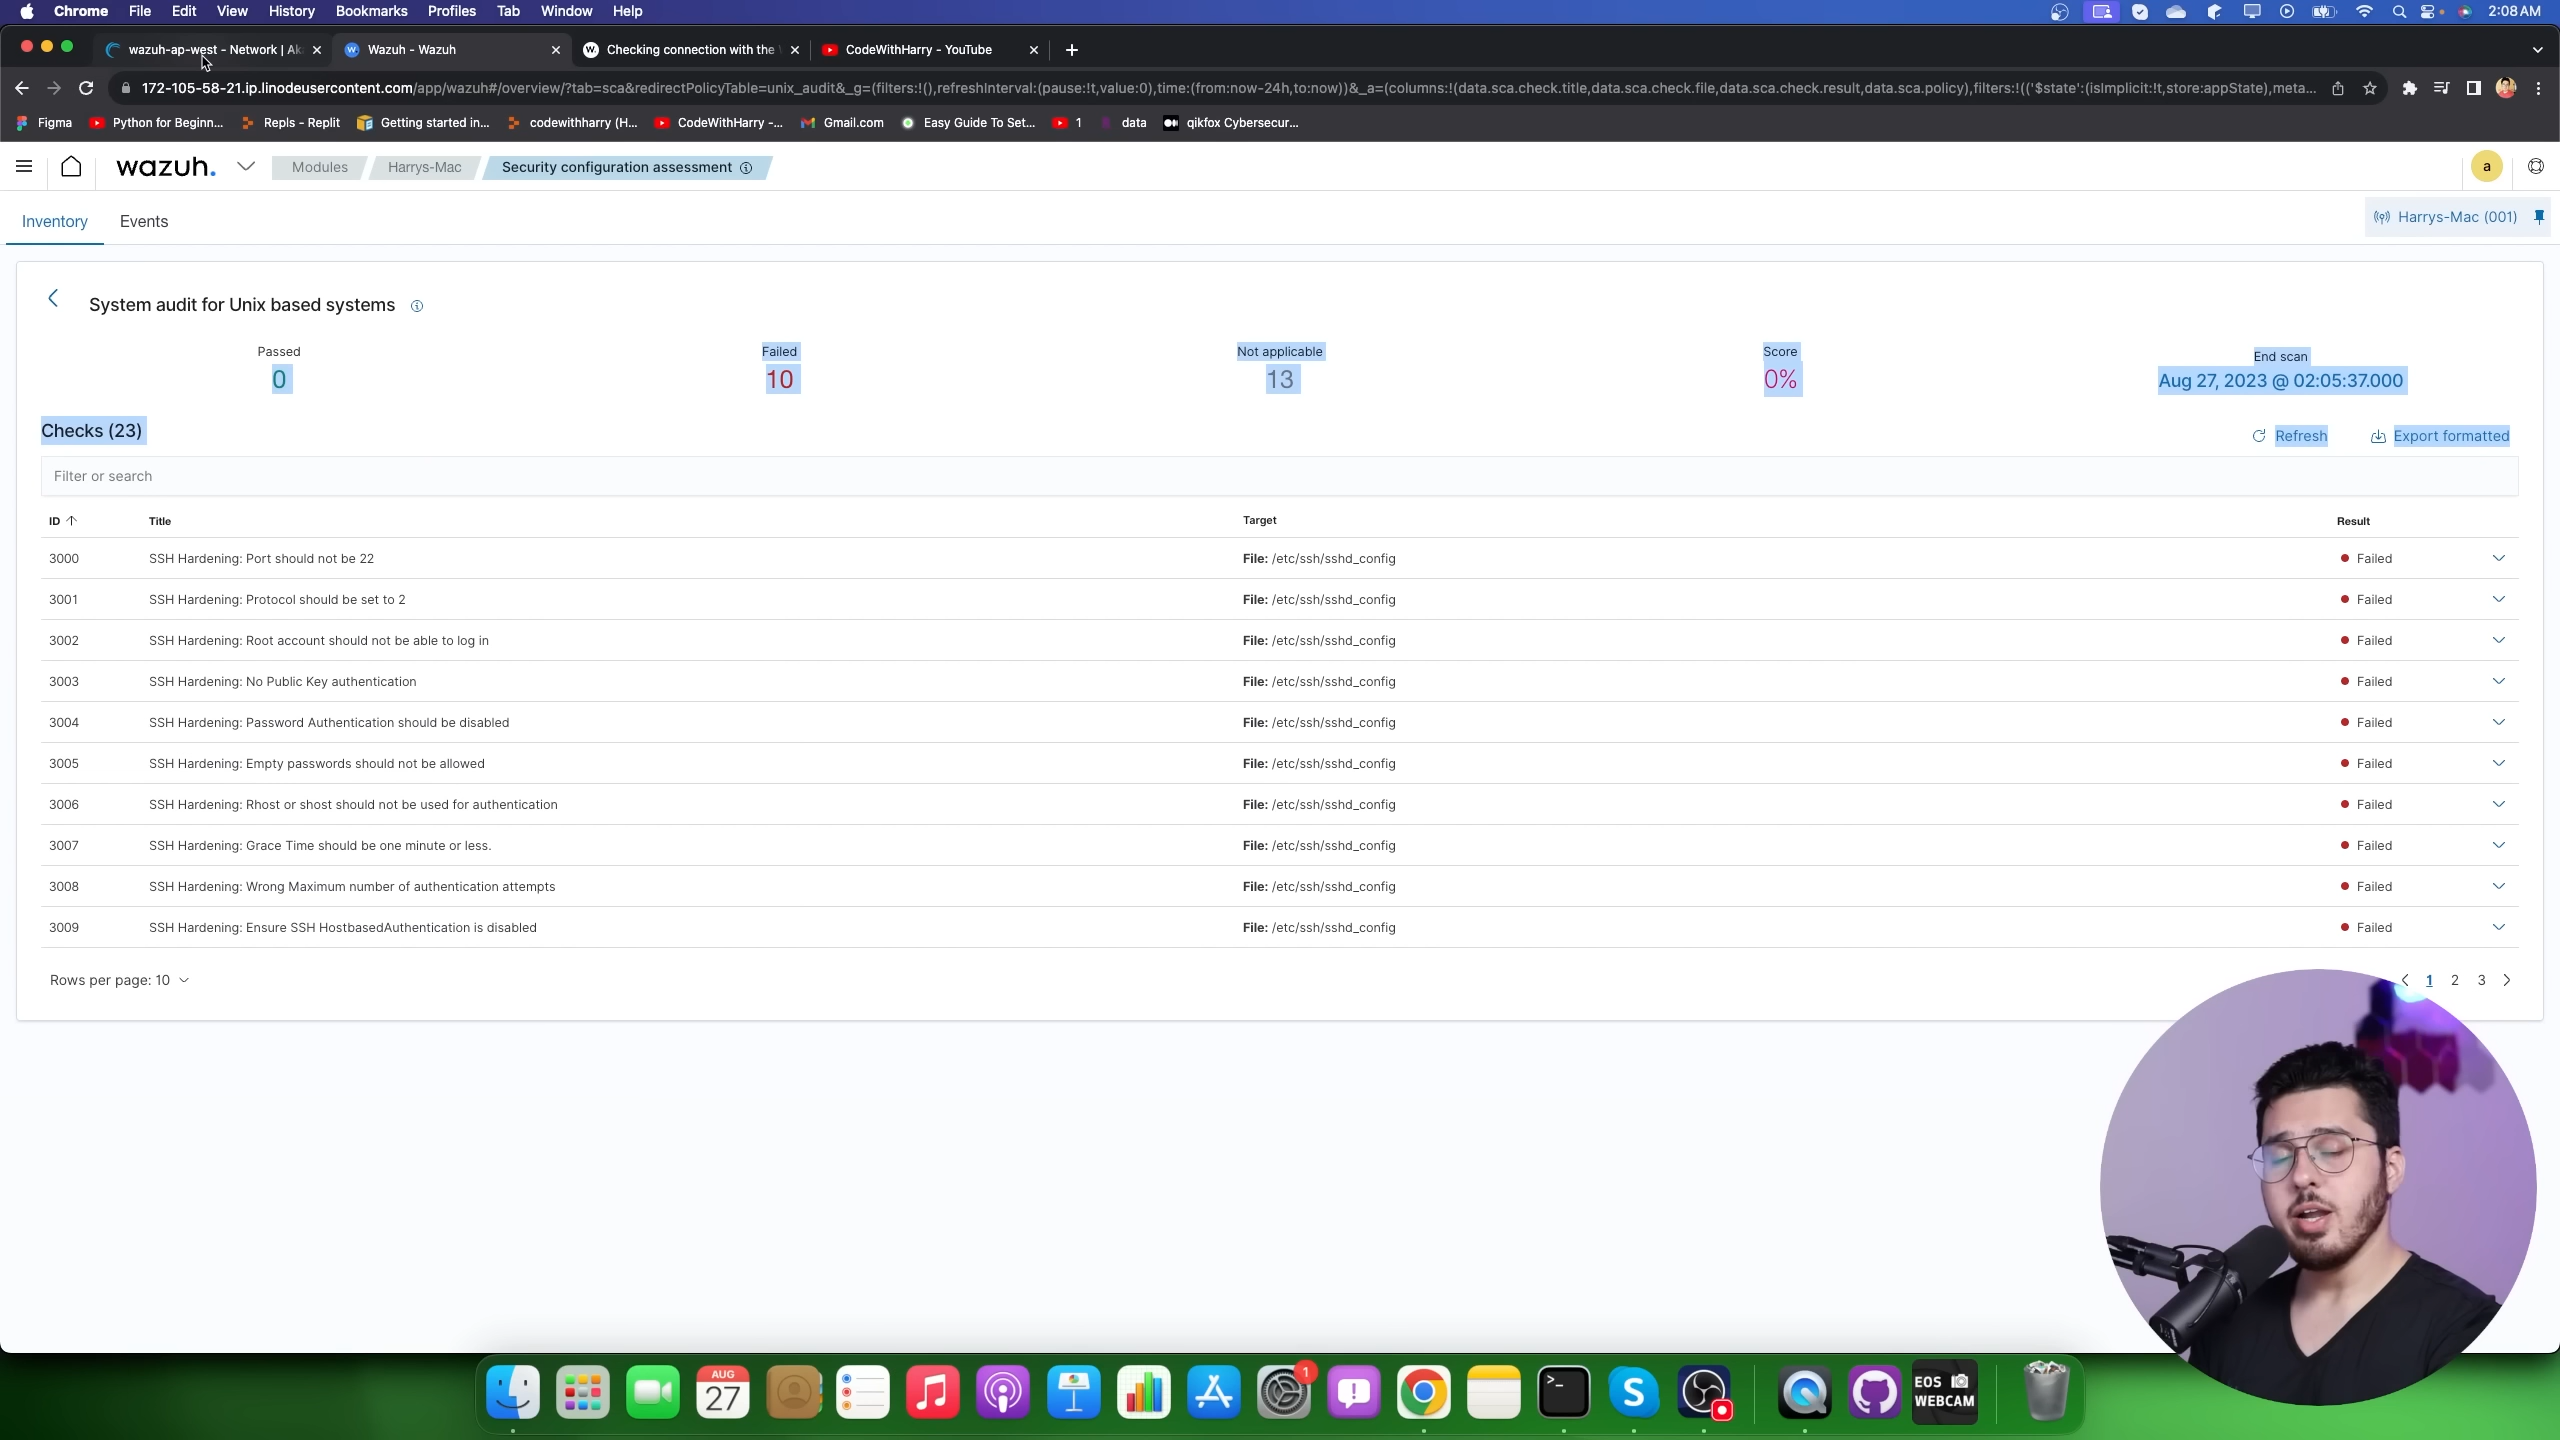 Chrome File Edit View History Bookmarks Profiles Tab Window Help 2:08 AM
wazuh-ap-west - Network | Ak Wazuh - Wazuh Checking connection with the CodeWithHarry - YouTube
172-105-58-21.ip.linodeusercontent.com/app/wazuh#/overview/?tab=sca&redirectPolicyTable=unix_audit&_g=(filters:!(),refreshInterval:(pause:!t,value:0),time:(from:now-24h,to:now))&_a=(columns:!(data.sca.check.title,data.sca.check.file,data.sca.check.result,data.sca.policy),filters:!(('$state':(isImplicit:!t,store:appState),meta...
Figma Python for Beginn... Repls - Replit Getting started in... codewithharry (H... CodeWithHarry -... Gmail.com Easy Guide To Set... 1 data qikfox Cybersecur...
wazuh. Modules Harrys-Mac Security configuration assessment a
Inventory Events Harrys-Mac (001)
System audit for Unix based systems
Passed Failed Not applicable Score End scan
0 10 13 0% Aug 27, 2023 @ 02:05:37.000
Checks (23) Refresh Export formatted
Filter or search
ID Title Target Result
3000 SSH Hardening: Port should not be 22 File: /etc/ssh/sshd_config Failed
3001 SSH Hardening: Protocol should be set to 2 File: /etc/ssh/sshd_config Failed
3002 SSH Hardening: Root account should not be able to log in File: /etc/ssh/sshd_config Failed
3003 SSH Hardening: No Public Key authentication File: /etc/ssh/sshd_config Failed
3004 SSH Hardening: Password Authentication should be disabled File: /etc/ssh/sshd_config Failed
3005 SSH Hardening: Empty passwords should not be allowed File: /etc/ssh/sshd_config Failed
3006 SSH Hardening: Rhost or shost should not be used for authentication File: /etc/ssh/sshd_config Failed
3007 SSH Hardening: Grace Time should be one minute or less. File: /etc/ssh/sshd_config Failed
3008 SSH Hardening: Wrong Maximum number of authentication attempts File: /etc/ssh/sshd_config Failed
3009 SSH Hardening: Ensure SSH HostbasedAuthentication is disabled File: /etc/ssh/sshd_config Failed
Rows per page: 10 1 2 3
AUG
27
1
EOS
WEBCAM